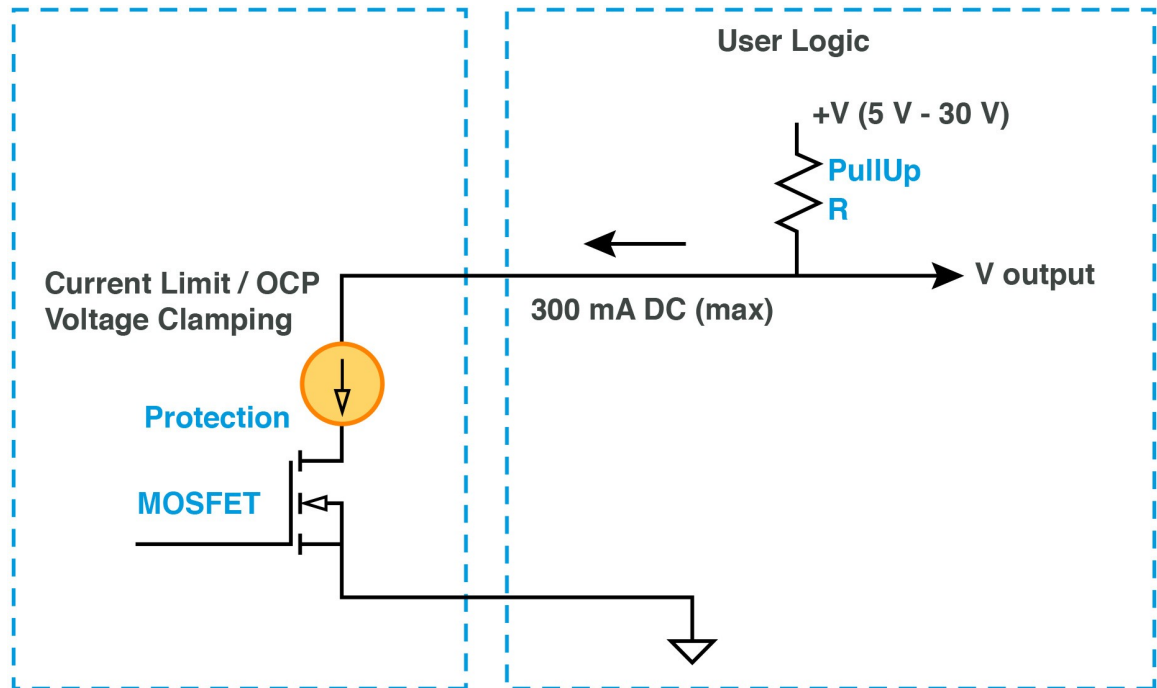 User Logic
+V (5 V - 30 V)
PullUp
R
Current Limit / OCP
Voltage Clamping
300 mA DC (max)
V output
Protection
MOSFET